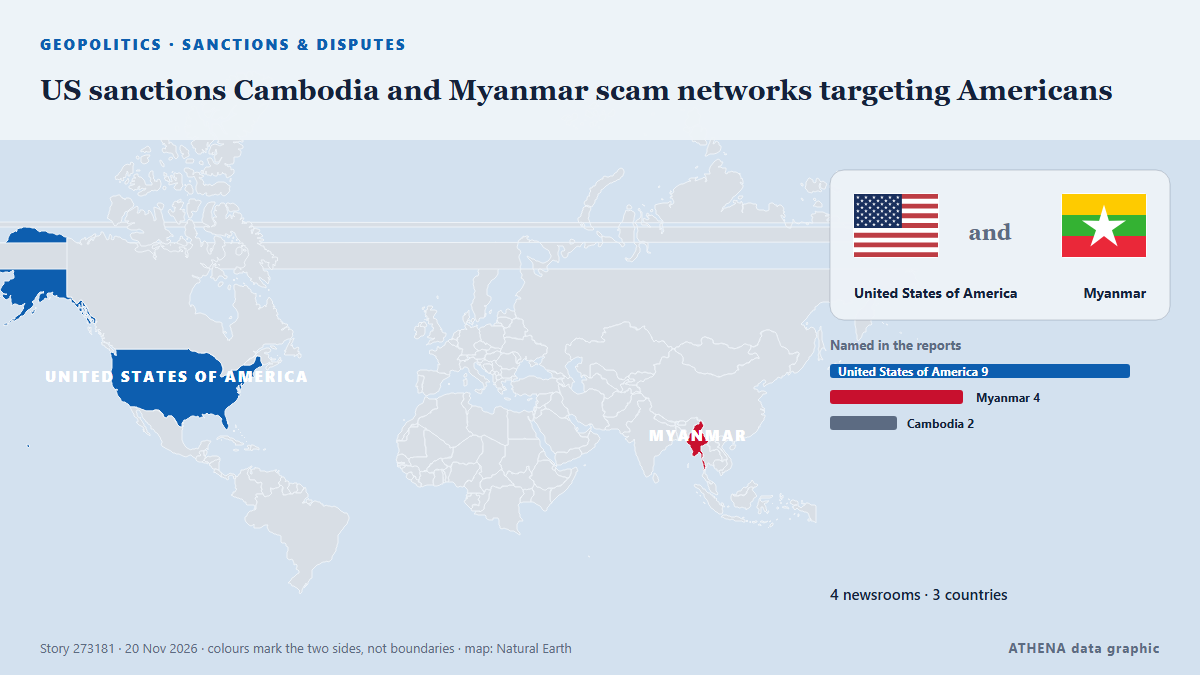 GEOPOLITICS · SANCTIONS & DISPUTES
US sanctions Cambodia and Myanmar scam networks targeting Americans
and
United States of America
Myanmar
Named in the reports
United States of America 9
Myanmar 4
Cambodia 2
UNITED STATES OF AMERICA
MYANMAR
4 newsrooms · 3 countries
Story 273181 · 20 Nov 2026 · colours mark the two sides, not boundaries · map: Natural Earth
ATHENA data graphic